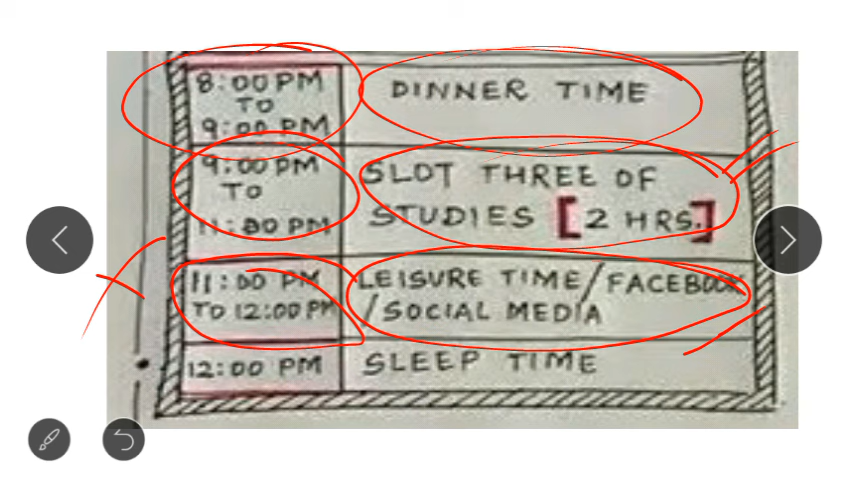 8:00 PM
TO
9:00 PM
DINNER TIME
9:00 PM
TO
11:00 PM
SLOT THREE OF
STUDIES [2 HRS.]
11:00 PM
TO 12:00 PM
LEISURE TIME/FACEBOOK
/SOCIAL MEDIA
12:00 PM
SLEEP TIME